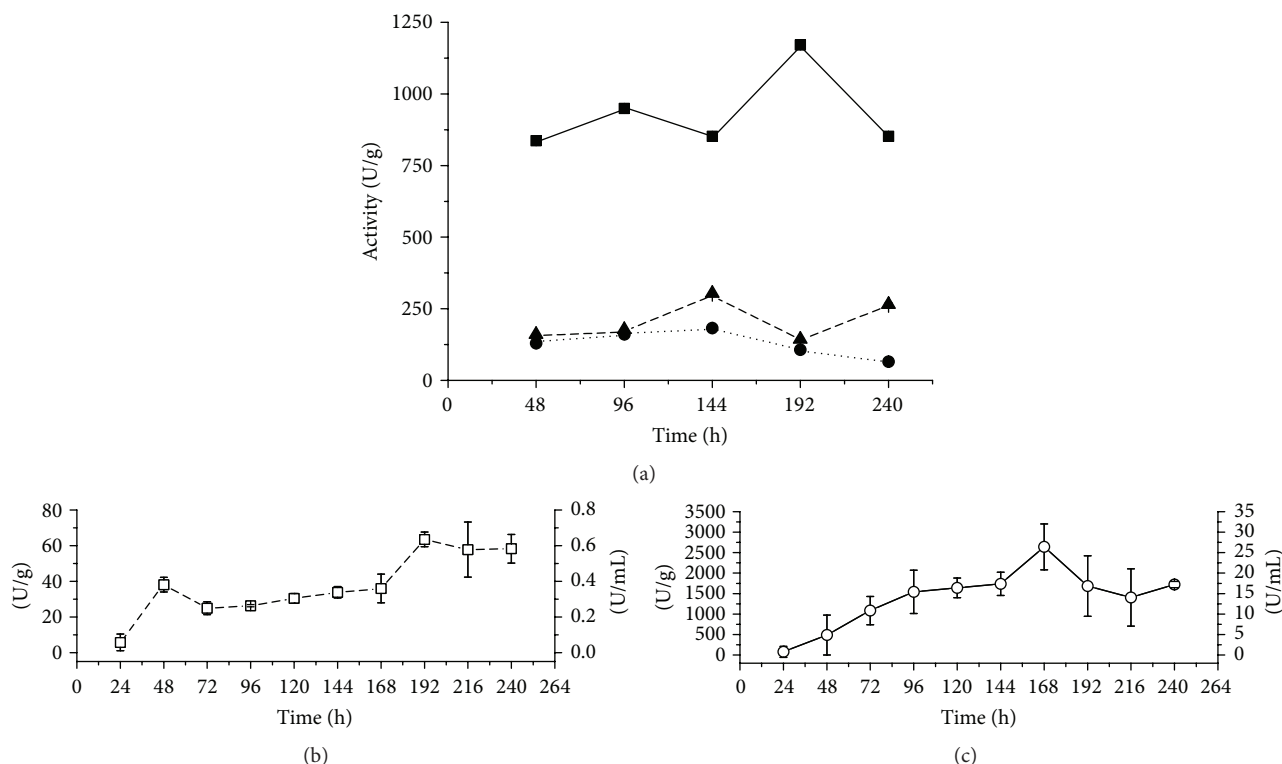 1250
1000
750
500
250
0
Activity (U/g)
0 48 96 144 192 240
Time (h)
(a)
80
60
40
20
0
(U/g)
0.8
0.6
0.4
0.2
0.0
(U/mL)
0 24 48 72 96 120 144 168 192 216 240 264
Time (h)
(b)
3500
3000
2500
2000
1500
1000
500
0
(U/g)
35
30
25
20
15
10
5
0
(U/mL)
0 24 48 72 96 120 144 168 192 216 240 264
Time (h)
(c)